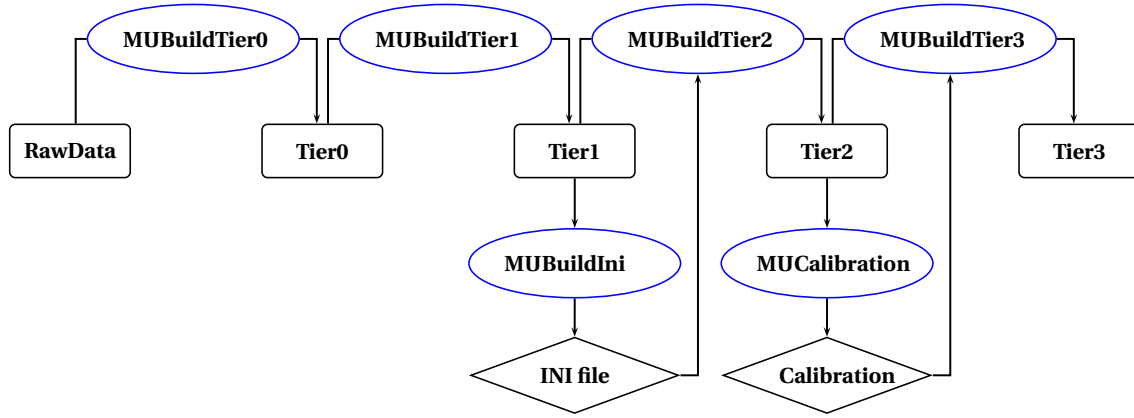 MUBuildTier0
MUBuildTier1
MUBuildTier2
MUBuildTier3
RawData
Tier0
Tier1
Tier2
Tier3
MUBuildIni
MUCalibration
INI file
Calibration